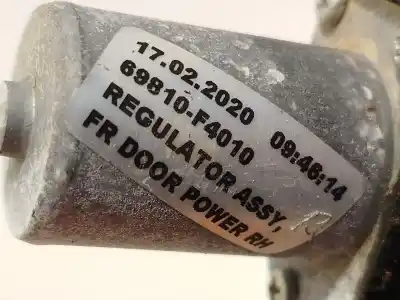 17.02.2020 09:46:14
69810-F4010
REGULATOR ASSY,
FR DOOR POWER RH